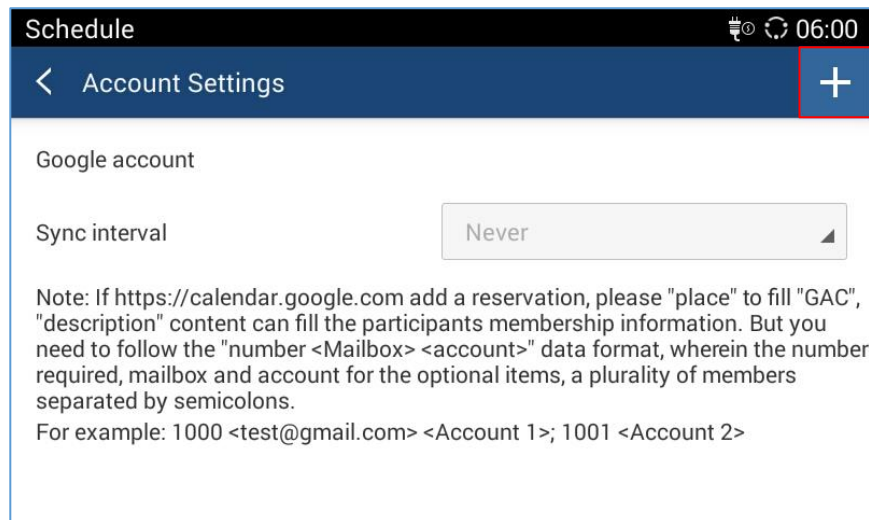 Schedule 06:00
Account Settings
Google account
Sync interval Never
Note: If https://calendar.google.com add a reservation, please "place" to fill "GAC",
"description" content can fill the participants membership information. But you
need to follow the "number <Mailbox> <account>" data format, wherein the number
required, mailbox and account for the optional items, a plurality of members
separated by semicolons.
For example: 1000 <test@gmail.com> <Account 1>; 1001 <Account 2>